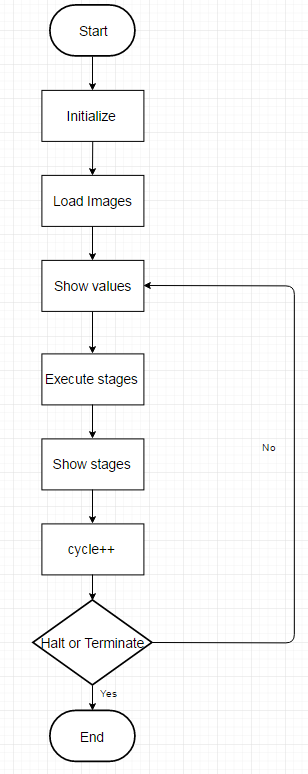 Start
Initialize
Load Images
Show values
Execute stages
No
Show stages
cycle++
Halt or Terminate
Yes
End